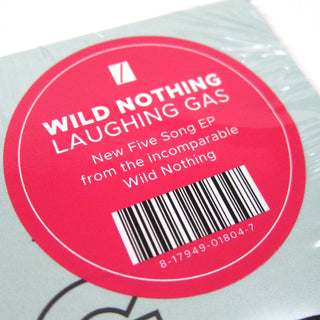 WILD NOTHING
LAUGHING GAS
New Five Song EP
from the incomparable
Wild Nothing
8-17949-01804-7